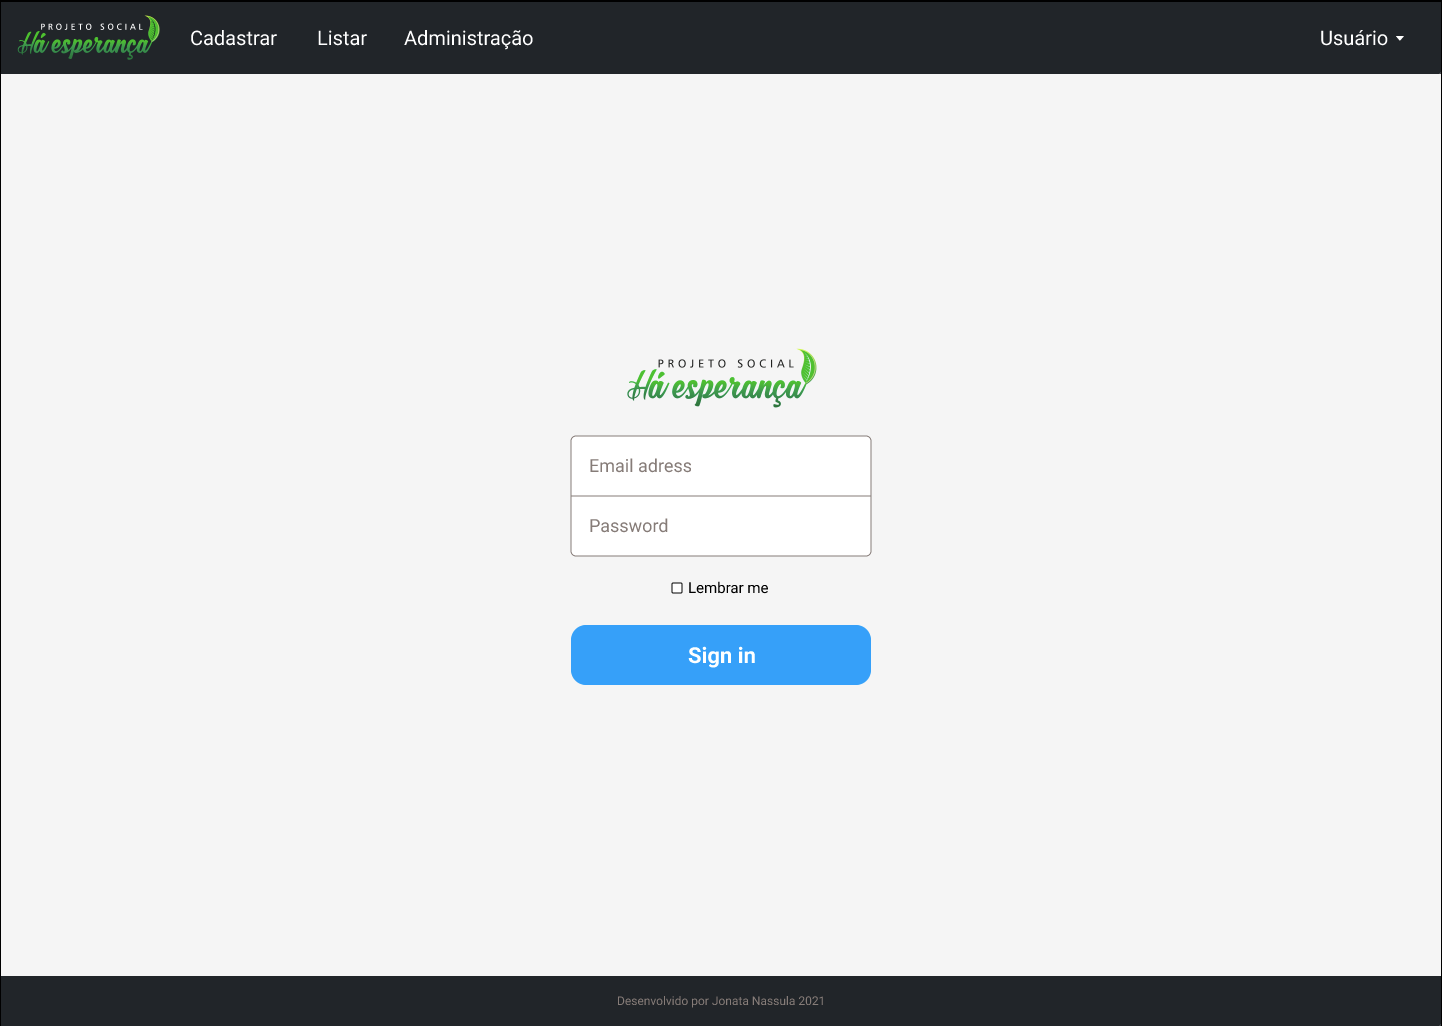 PROJETO SOCIAL
Há esperança
Cadastrar Listar Administração Usuário
PROJETO SOCIAL
Há esperança
Email adress
Password
Lembrar me
Sign in
Desenvolvido por Jonata Nassula 2021